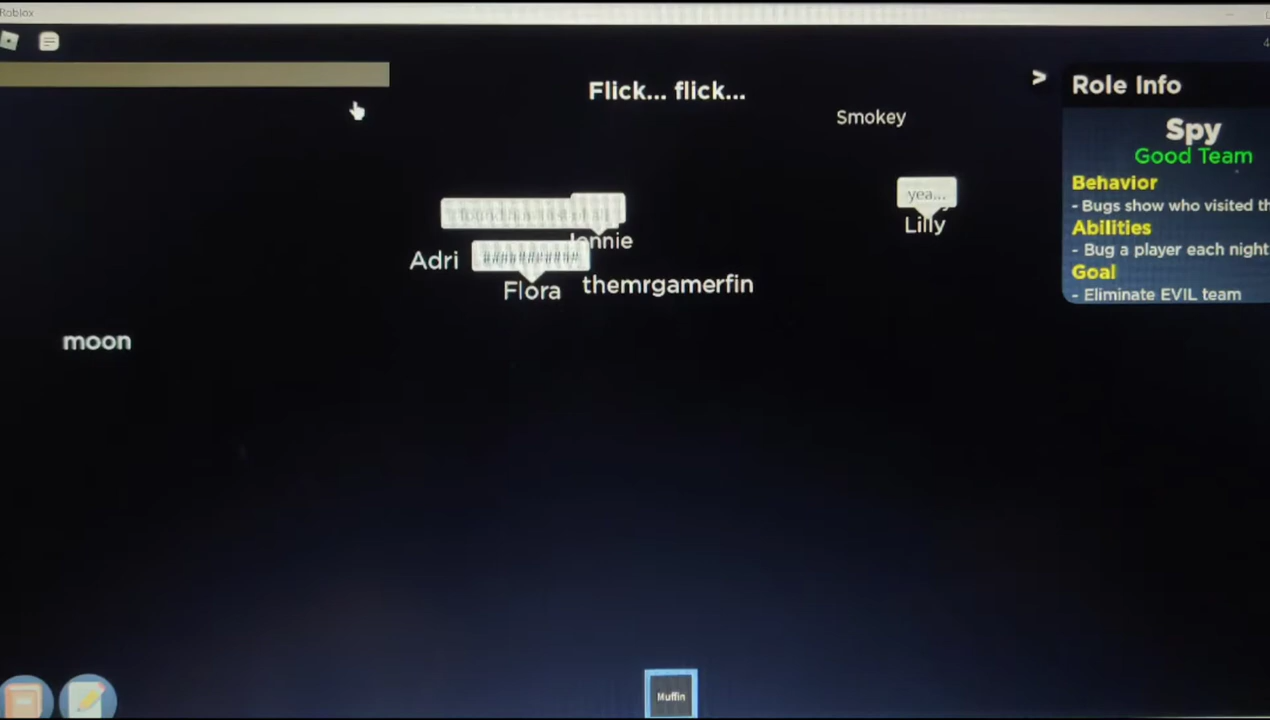 Roblox
Flick... flick...
Smokey
yea...
Lilly
Jennie
Adri
###########
Flora
themrgamerfin
moon
> Role Info
Spy
Good Team
Behavior
- Bugs show who visited th
Abilities
- Bug a player each night
Goal
- Eliminate EVIL team
Muffin